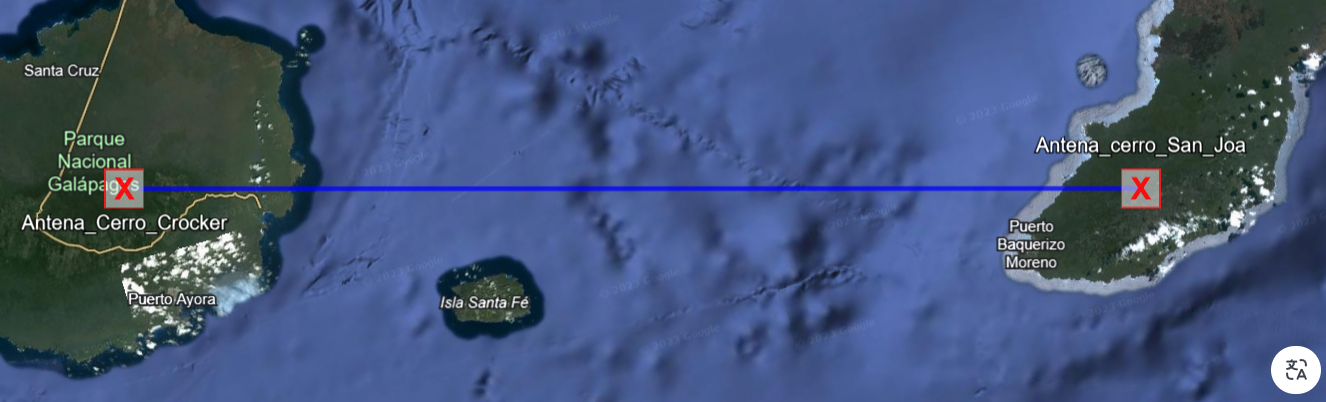 Santa Cruz
Parque
Nacional
Galápagos
X
Antena_Cerro_Crocker
Puerto Ayora
Isla Santa Fé
Antena_cerro_San_Joa
X
Puerto
Baquerizo
Moreno